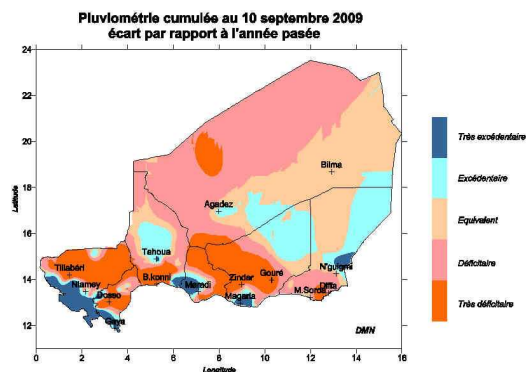 Pluviométrie cumulée au 10 septembre 2009
écart par rapport à l'année pasée
24
22
20
18
16
14
12
Latitude
0
2
4
6
8
10
12
14
16
Longitude
Bilma
Agadez
Tahoua
Tillabéri
Niamey
Dosso
Gaya
B.konni
Maradi
Zinder
Gouré
Magaria
M.Soroa
Diffa
N'guigmi
DMN
Très excédentaire
Excédentaire
Equivalent
Déficitaire
Très déficitaire